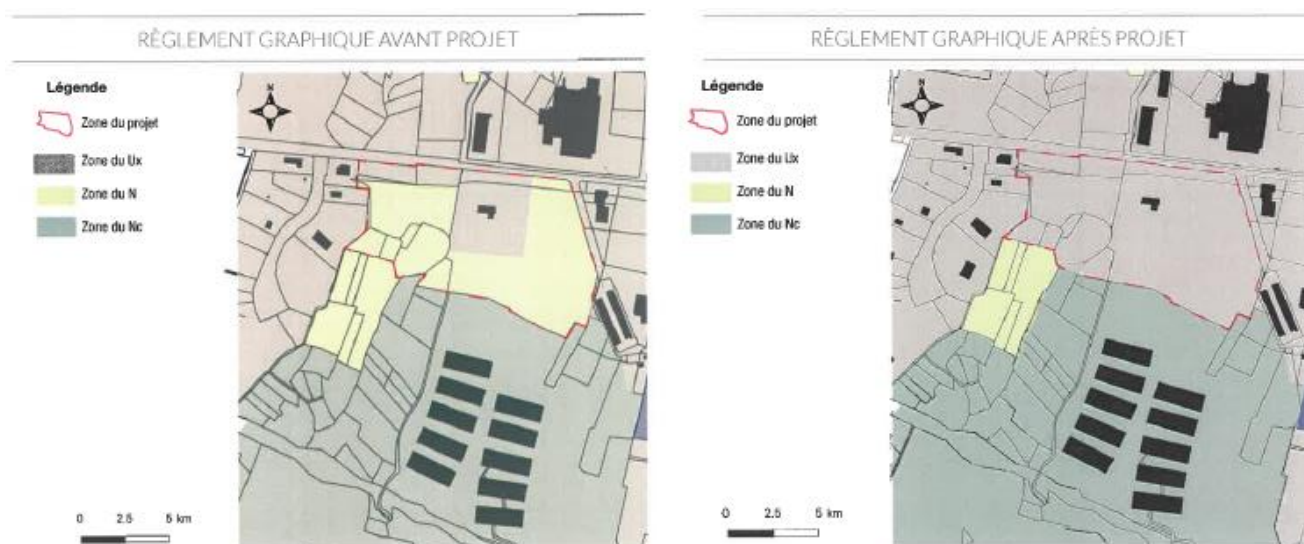 RÈGLEMENT GRAPHIQUE AVANT PROJET
Légende
Zone du projet
Zone du Ux
Zone du N
Zone du Nc
N
0 2.5 5 km
RÈGLEMENT GRAPHIQUE APRÈS PROJET
Légende
Zone du projet
Zone du Ux
Zone du N
Zone du Nc
N
0 2.5 5 km